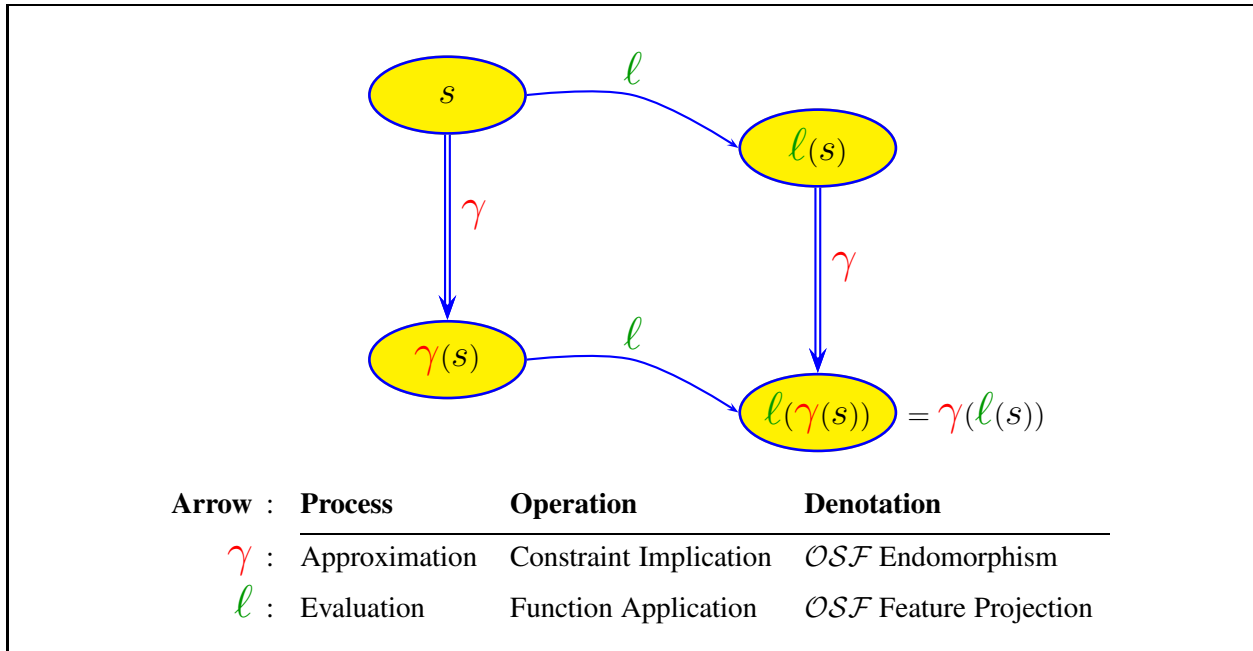 ℓ
s
ℓ(s)
γ
γ
ℓ
γ(s)
ℓ(γ(s)) = γ(ℓ(s))
Arrow : Process Operation Denotation
γ : Approximation Constraint Implication 𝒪𝒮ℱ Endomorphism
ℓ : Evaluation Function Application 𝒪𝒮ℱ Feature Projection